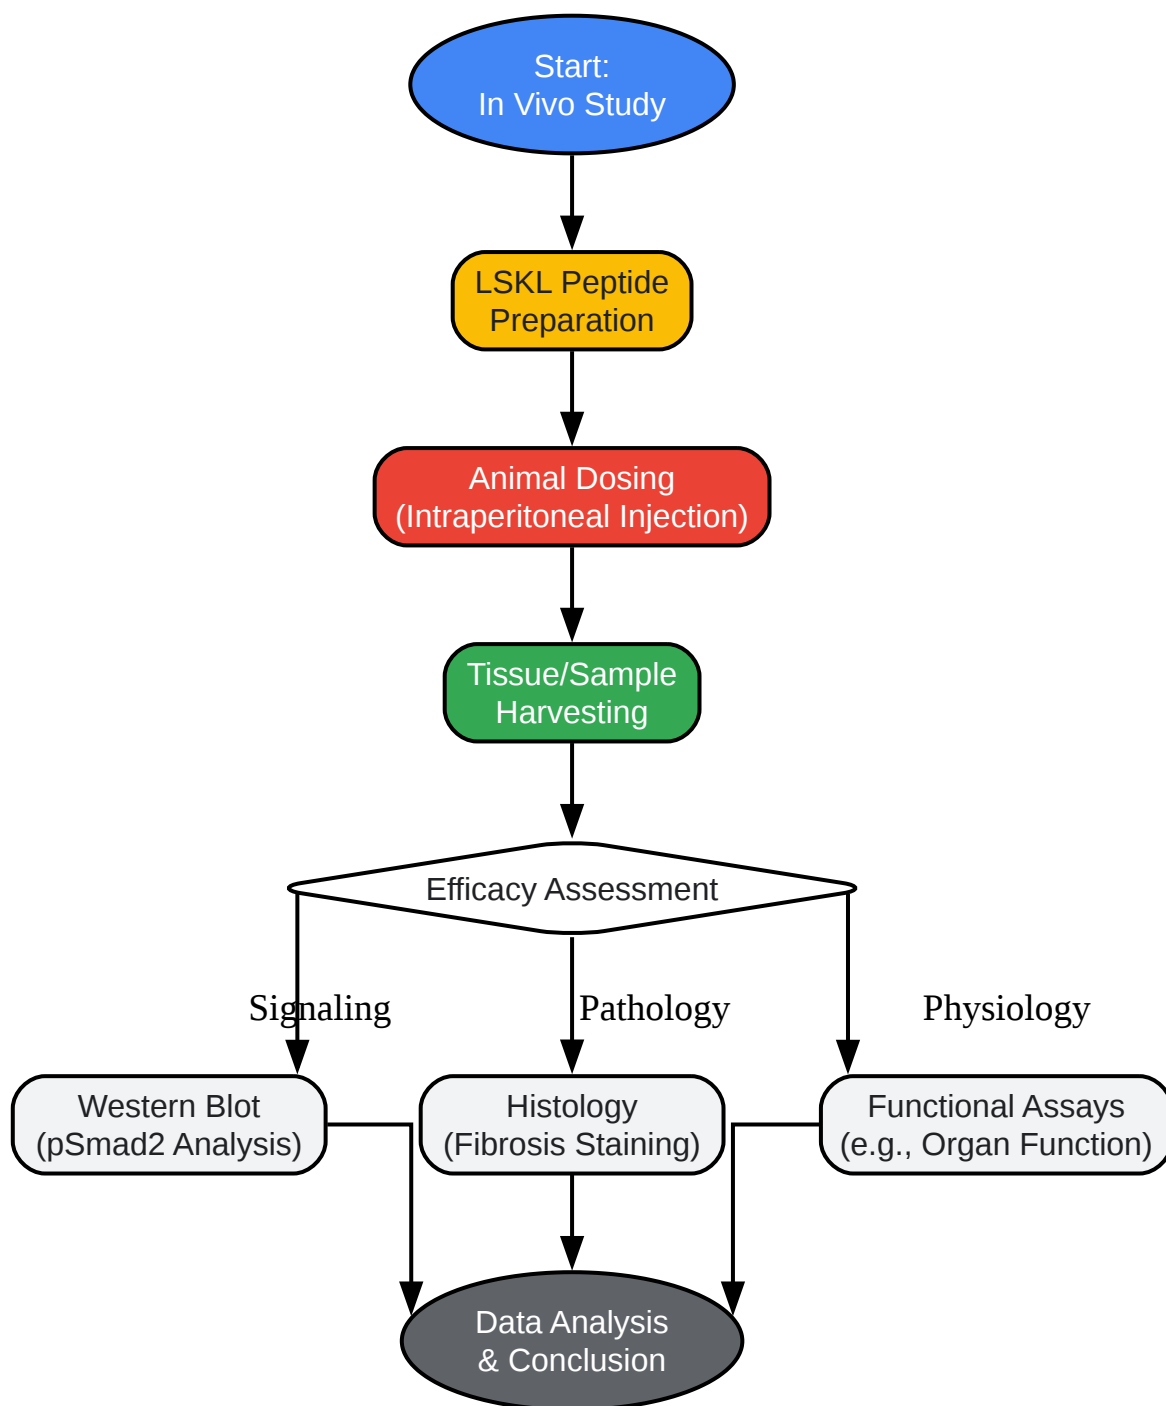 Start:
In Vivo Study
LSKL Peptide
Preparation
Animal Dosing
(Intraperitoneal Injection)
Tissue/Sample
Harvesting
Efficacy Assessment
Signaling
Pathology
Physiology
Western Blot
(pSmad2 Analysis)
Histology
(Fibrosis Staining)
Functional Assays
(e.g., Organ Function)
Data Analysis
& Conclusion